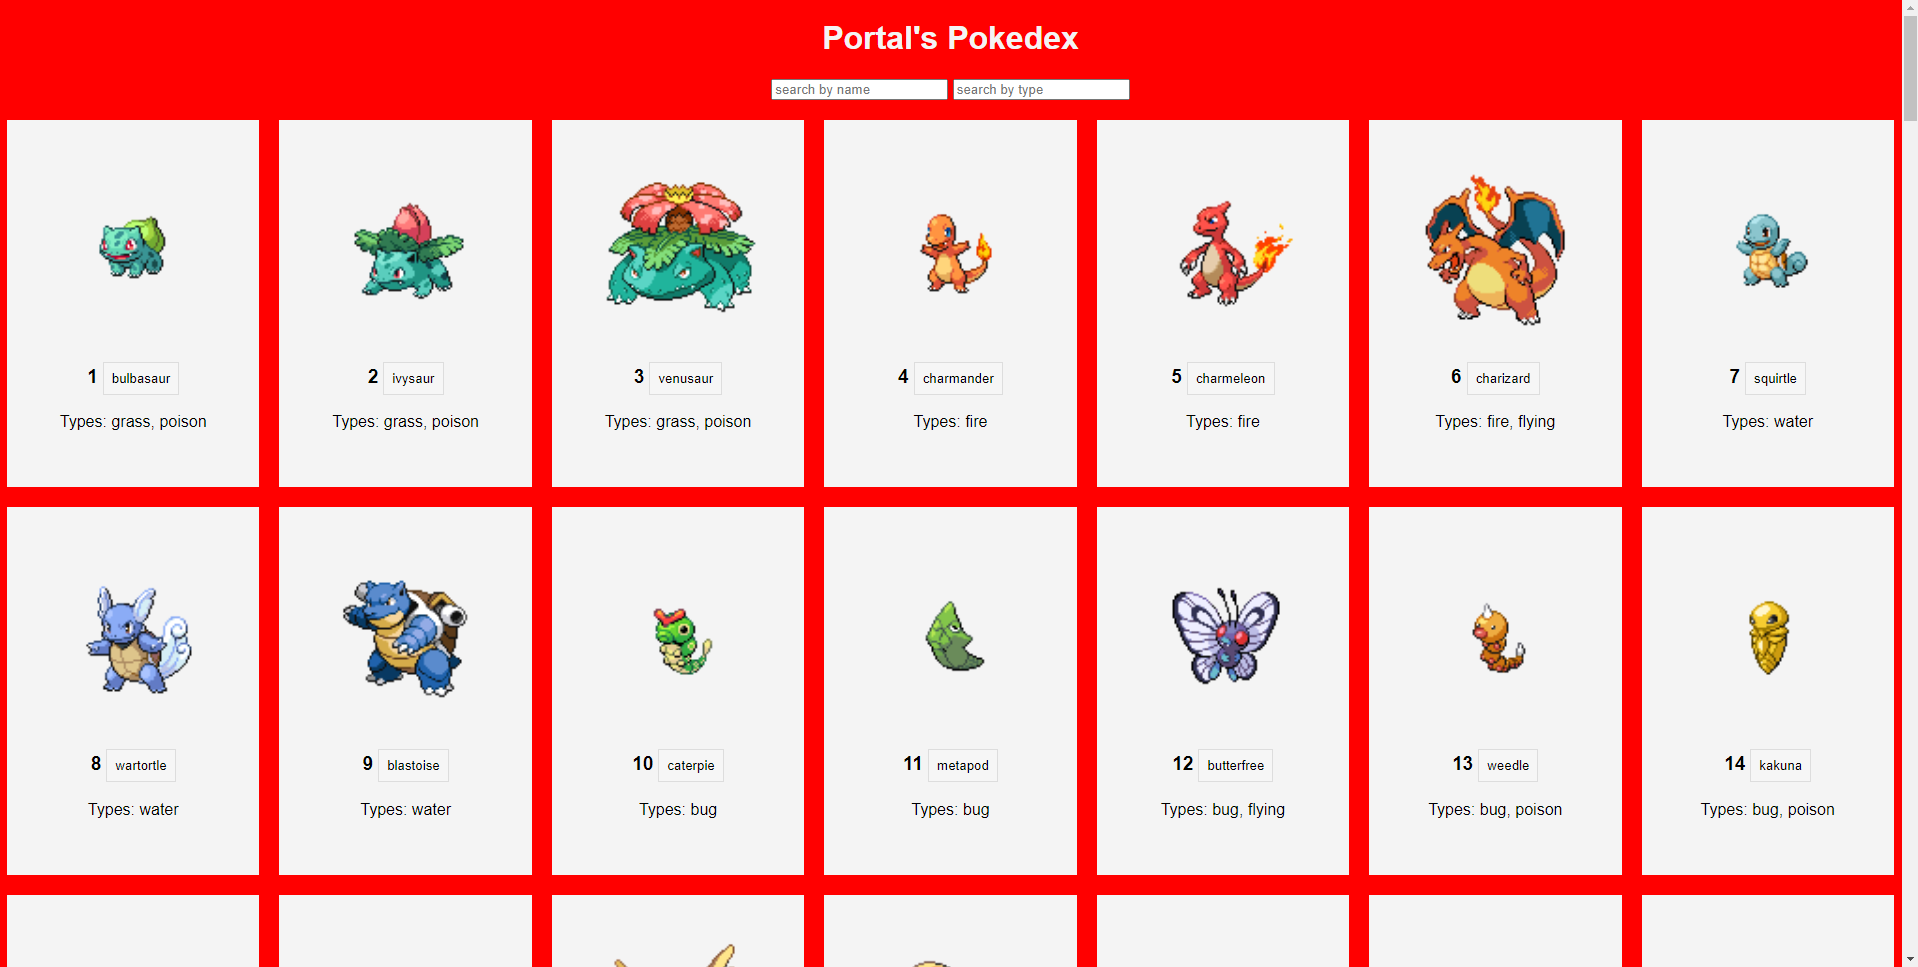 Portal's Pokedex
search by name search by type
1 bulbasaur
Types: grass, poison
2 ivysaur
Types: grass, poison
3 venusaur
Types: grass, poison
4 charmander
Types: fire
5 charmeleon
Types: fire
6 charizard
Types: fire, flying
7 squirtle
Types: water
8 wartortle
Types: water
9 blastoise
Types: water
10 caterpie
Types: bug
11 metapod
Types: bug
12 butterfree
Types: bug, flying
13 weedle
Types: bug, poison
14 kakuna
Types: bug, poison